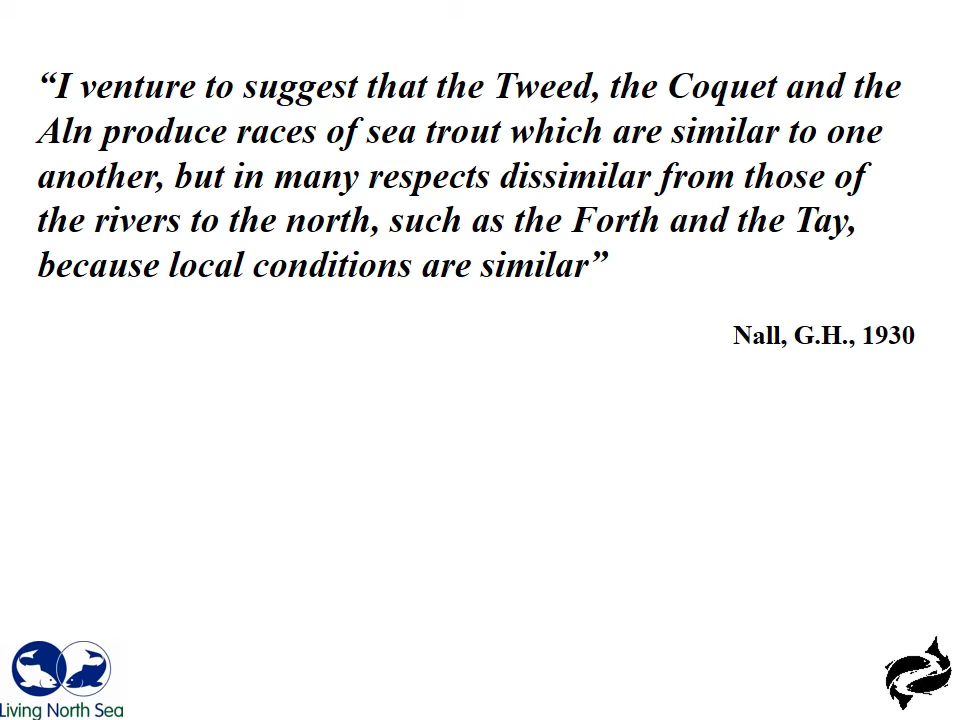 “I venture to suggest that the Tweed, the Coquet and the
Aln produce races of sea trout which are similar to one
another, but in many respects dissimilar from those of
the rivers to the north, such as the Forth and the Tay,
because local conditions are similar”
Nall, G.H., 1930
Living North Sea